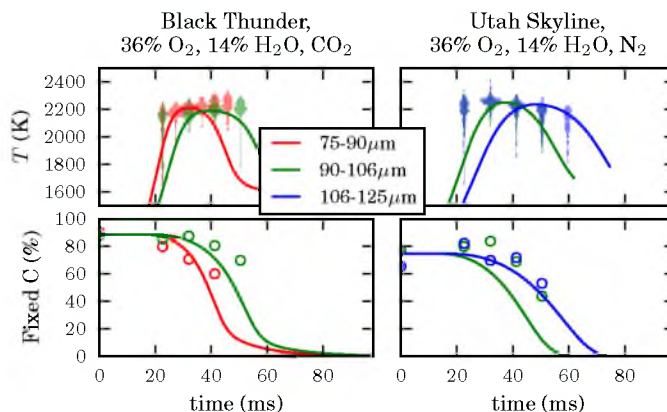 Black Thunder,
36% O₂, 14% H₂O, CO₂
Utah Skyline,
36% O₂, 14% H₂O, N₂
T (K)
2400
2200
2000
1800
1600
75-90μm
90-106μm
106-125μm
Fixed C (%)
100
80
60
40
20
0
0 20 40 60 80
time (ms)
0 20 40 60 80
time (ms)